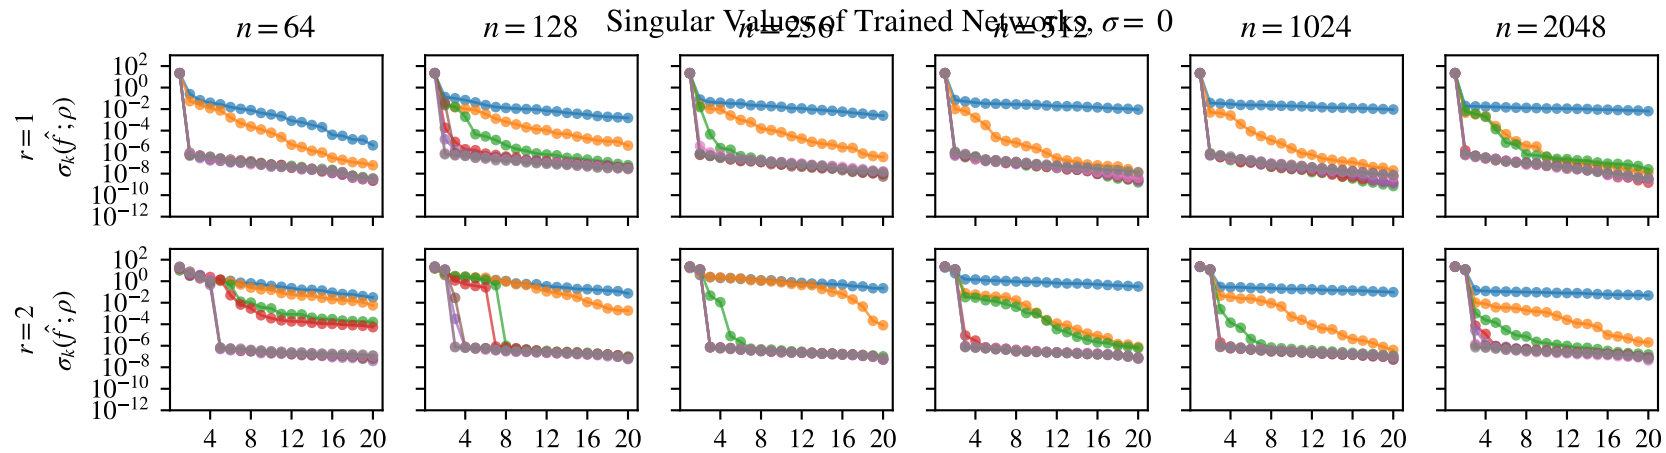 Singular Values of Trained Networks, σ = 0
n = 64 n = 128 n = 256 n = 512 n = 1024 n = 2048
r = 1
σ_k(f̂; ρ)
10^2
10^0
10^−2
10^−4
10^−6
10^−8
10^−10
10^−12
r = 2
σ_k(f̂; ρ)
10^2
10^0
10^−2
10^−4
10^−6
10^−8
10^−10
10^−12
4 8 12 16 20 4 8 12 16 20 4 8 12 16 20 4 8 12 16 20 4 8 12 16 20 4 8 12 16 20